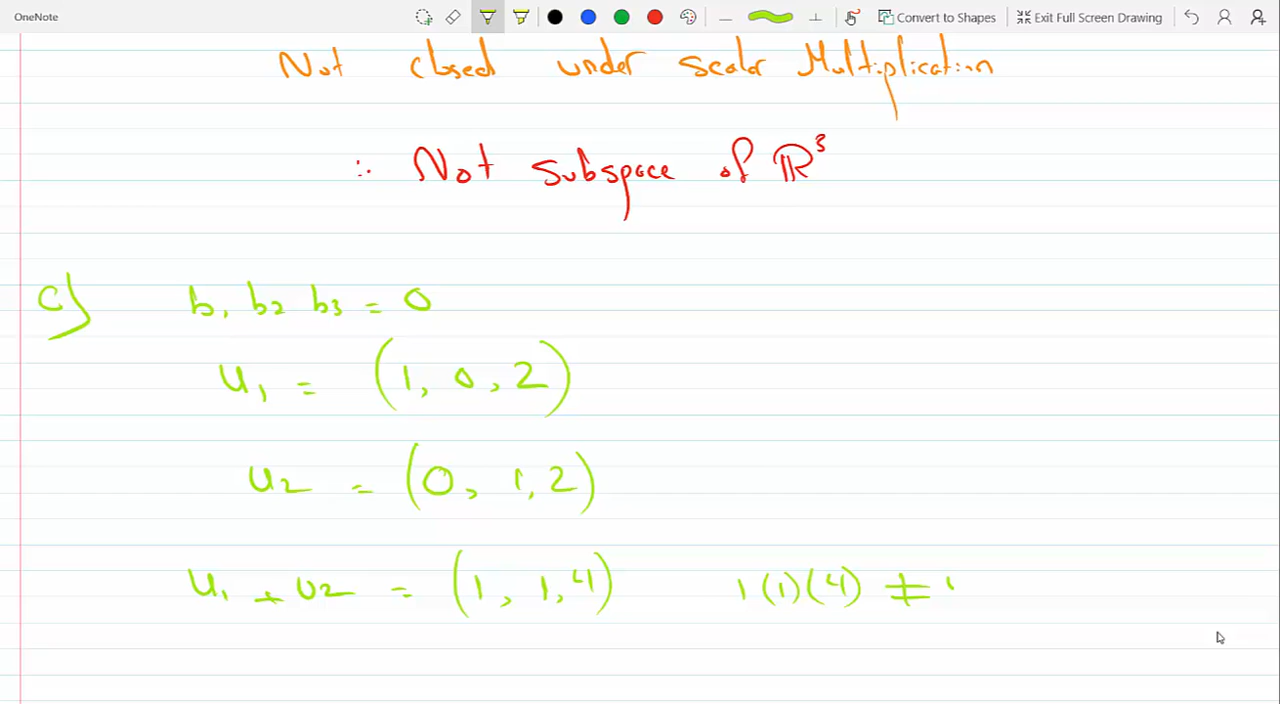 OneNote
Convert to Shapes
Exit Full Screen Drawing
Not closed under scalar Multiplication
∴ Not subspace of ℝ³
c) b₁ b₂ b₃ = 0
u₁ = (1, 0, 2)
u₂ = (0, 1, 2)
u₁ + u₂ = (1, 1, 4) 1(1)(4) ≠